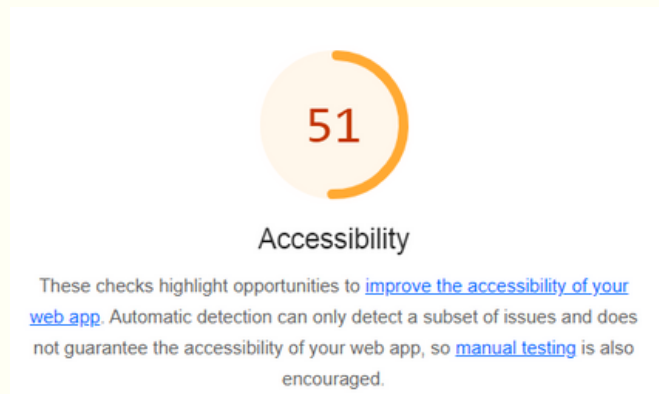 51
Accessibility
These checks highlight opportunities to improve the accessibility of your
web app. Automatic detection can only detect a subset of issues and does
not guarantee the accessibility of your web app, so manual testing is also
encouraged.